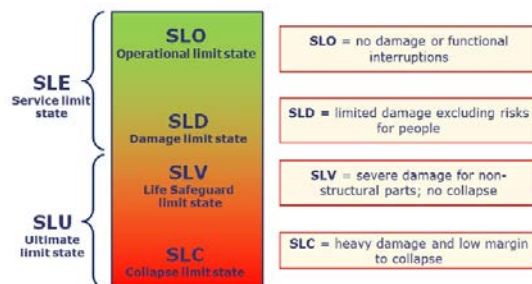 SLE
Service limit
state
SLU
Ultimate
limit state
SLO
Operational limit state
SLD
Damage limit state
SLV
Life Safeguard
limit state
SLC
Collapse limit state
SLO = no damage or functional
interruptions
SLD = limited damage excluding risks
for people
SLV = severe damage for non-
structural parts; no collapse
SLC = heavy damage and low margin
to collapse